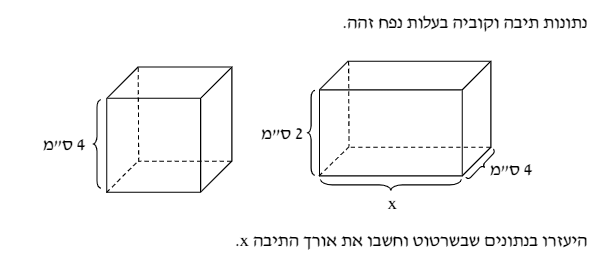 נתונות תיבה וקוביה בעלות נפח זהה.
4 ס״מ
2 ס״מ
4 ס״מ
x
היעזרו בנתונים שבשרטוט וחשבו את אורך התיבה x.